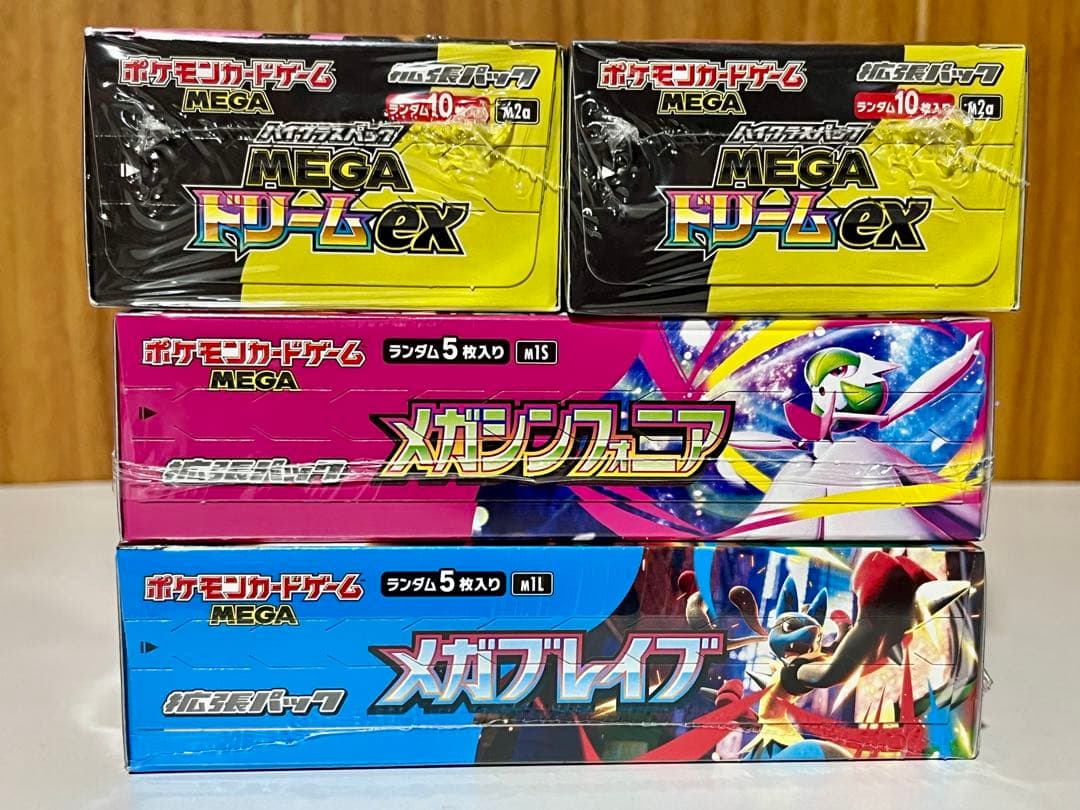 ポケモンカードゲーム
MEGA
拡張パック
ランダム10枚入り
M2a
ハイクラスパック
MEGA
ドリームex
ポケモンカードゲーム
MEGA
拡張パック
ランダム10枚入り
M2a
ハイクラスパック
MEGA
ドリームex
ポケモンカードゲーム
MEGA
ランダム5枚入り
M1S
メガシンフォニア
拡張パック
ポケモンカードゲーム
MEGA
ランダム5枚入り
M1L
メガブレイブ
拡張パック